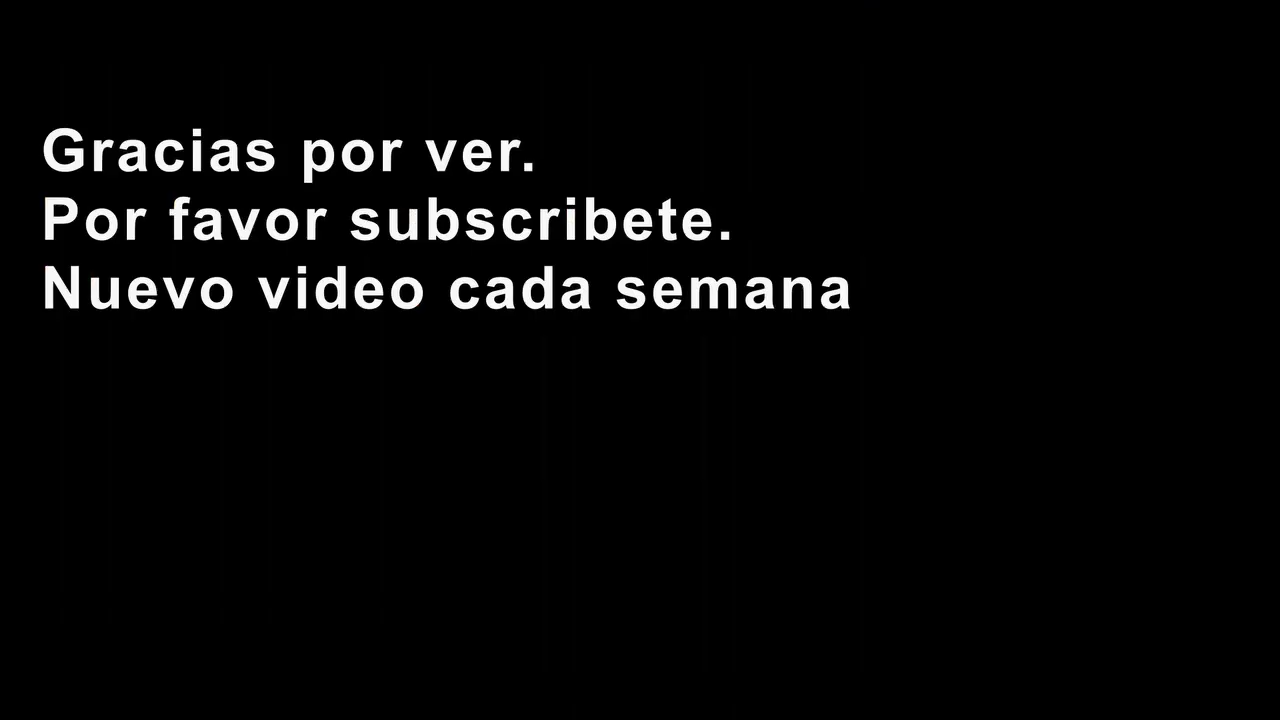 Gracias por ver.
Por favor subscribete.
Nuevo video cada semana